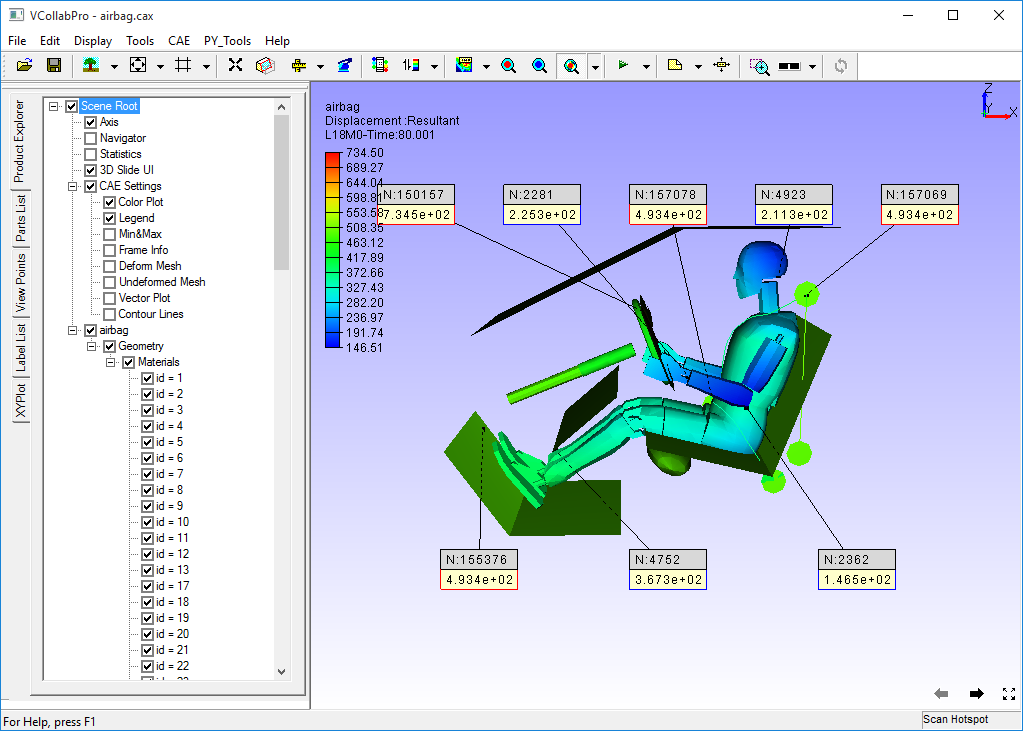 VCollabPro - airbag.cax
File Edit Display Tools CAE PY_Tools Help
Product Explorer
Parts List
View Points
Label List
XYPlot
Scene Root
Axis
Navigator
Statistics
3D Slide UI
CAE Settings
Color Plot
Legend
Min&Max
Frame Info
Deform Mesh
Undeformed Mesh
Vector Plot
Contour Lines
airbag
Geometry
Materials
id = 1
id = 2
id = 3
id = 4
id = 5
id = 6
id = 7
id = 8
id = 9
id = 10
id = 11
id = 12
id = 13
id = 17
id = 18
id = 19
id = 20
id = 21
id = 22
airbag
Displacement :Resultant
L18M0-Time:80.001
734.50
689.27
644.04
598.81
553.58
508.35
463.12
417.89
372.66
327.43
282.20
236.97
191.74
146.51
Z
Y
X
N:150157
7.345e+02
N:2281
2.253e+02
N:157078
4.934e+02
N:4923
2.113e+02
N:157069
4.934e+02
N:155376
4.934e+02
N:4752
3.673e+02
N:2362
1.465e+02
For Help, press F1
Scan Hotspot